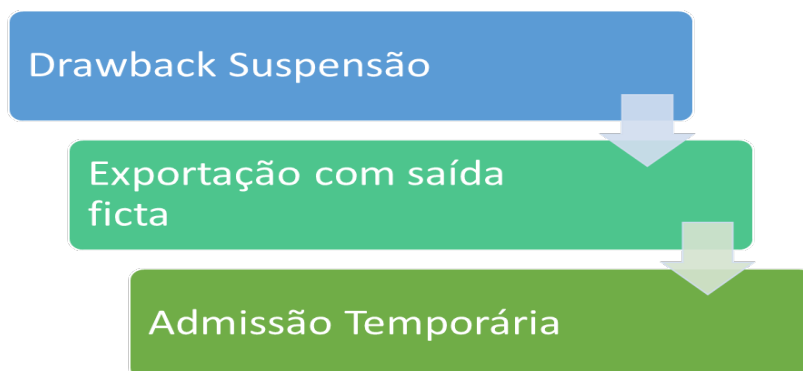 Drawback Suspensão
Exportação com saída
ficta
Admissão Temporária